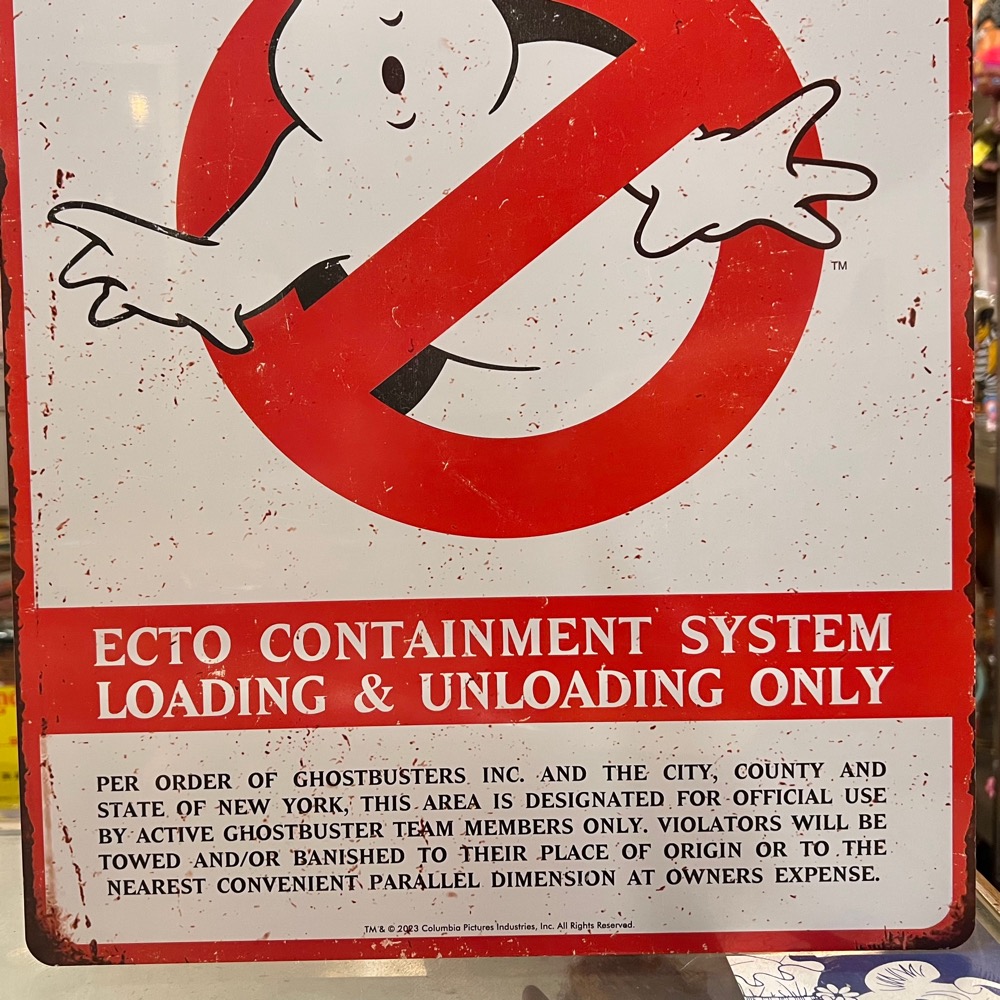 TM
ECTO CONTAINMENT SYSTEM
LOADING & UNLOADING ONLY
PER ORDER OF GHOSTBUSTERS INC. AND THE CITY, COUNTY AND
STATE OF NEW YORK, THIS AREA IS DESIGNATED FOR OFFICIAL USE
BY ACTIVE GHOSTBUSTER TEAM MEMBERS ONLY. VIOLATORS WILL BE
TOWED AND/OR BANISHED TO THEIR PLACE OF ORIGIN OR TO THE
NEAREST CONVENIENT PARALLEL DIMENSION AT OWNERS EXPENSE.
TM & © 2023 Columbia Pictures Industries, Inc. All Rights Reserved.